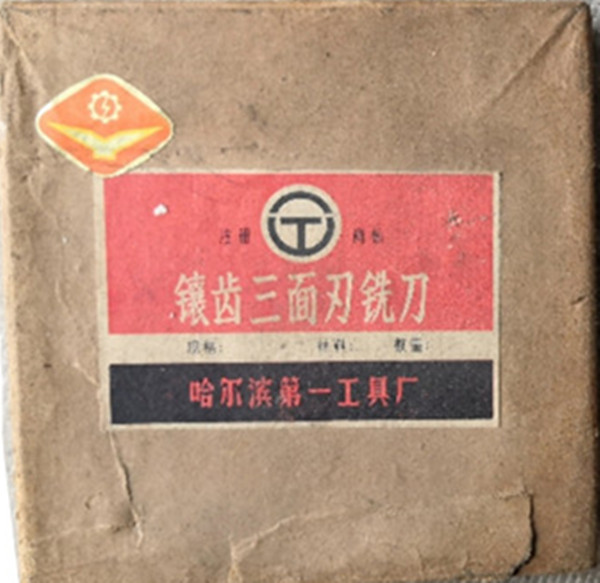 注册 商标
镶齿三面刃铣刀
规格: 材料: 数量:
哈尔滨第一工具厂